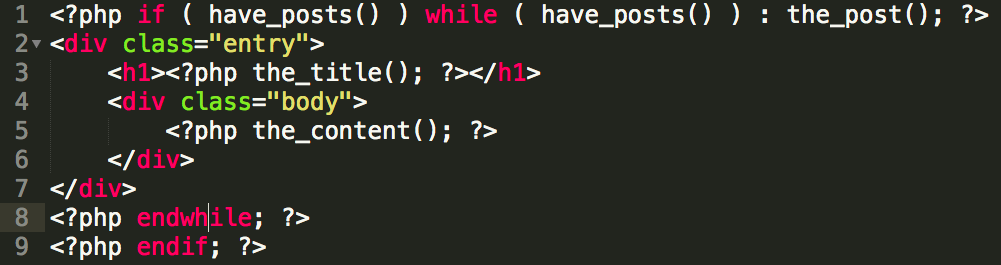 1 <?php if ( have_posts() ) while ( have_posts() ) : the_post(); ?>
2 <div class="entry">
3     <h1><?php the_title(); ?></h1>
4     <div class="body">
5         <?php the_content(); ?>
6     </div>
7 </div>
8 <?php endwhile; ?>
9 <?php endif; ?>